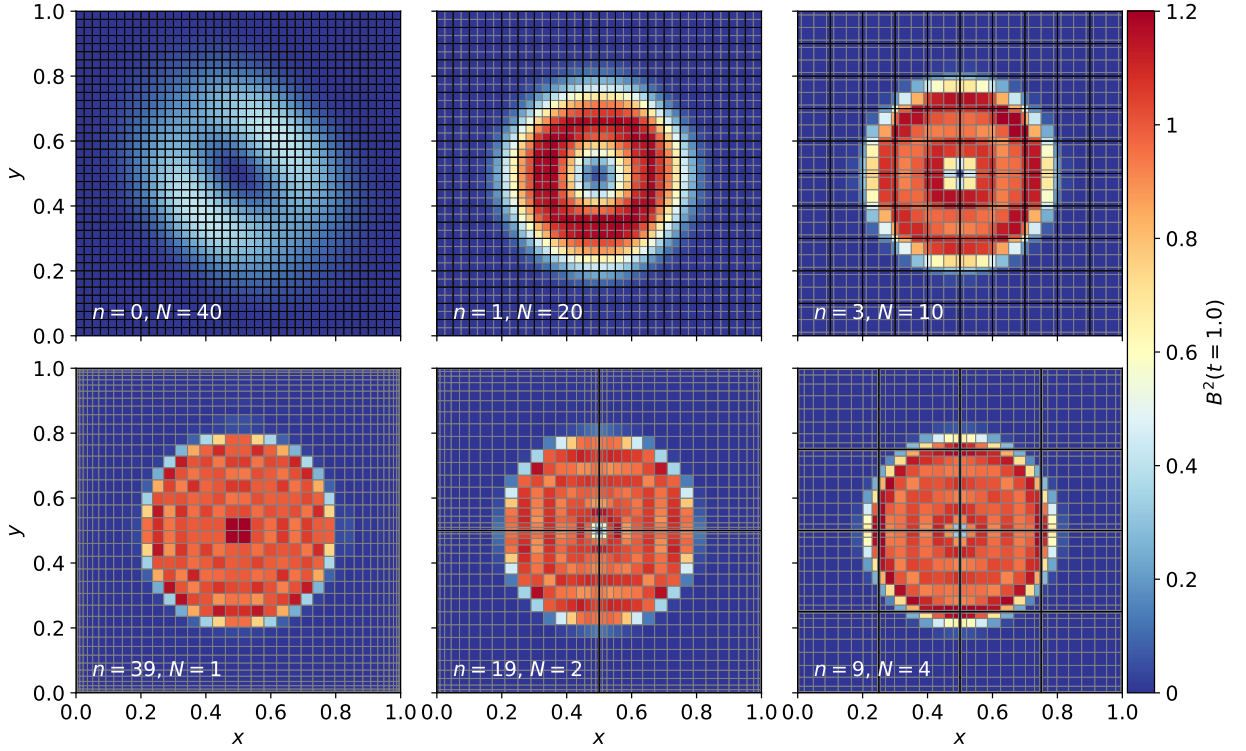 1.0
0.8
0.6
0.4
0.2
0.0
y
n = 0, N = 40
n = 1, N = 20
n = 3, N = 10
1.2
1
0.8
0.6
0.4
0.2
0
B²(t = 1.0)
1.0
0.8
0.6
0.4
0.2
0.0
y
n = 39, N = 1
n = 19, N = 2
n = 9, N = 4
0.0 0.2 0.4 0.6 0.8 1.0
0.0 0.2 0.4 0.6 0.8 1.0
0.0 0.2 0.4 0.6 0.8 1.0
x
x
x